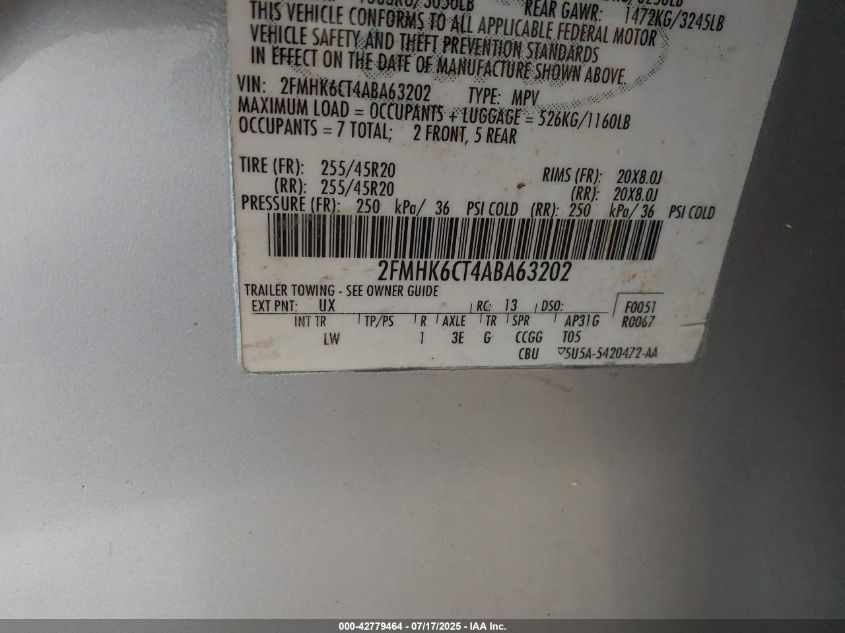 REAR GAWR: 1472KG/3245LB
THIS VEHICLE CONFORMS TO ALL APPLICABLE FEDERAL MOTOR
VEHICLE SAFETY AND THEFT PREVENTION STANDARDS
IN EFFECT ON THE DATE OF MANUFACTURE SHOWN ABOVE.
VIN: 2FMHK6CT4ABA63202 TYPE: MPV
MAXIMUM LOAD = OCCUPANTS + LUGGAGE = 526KG/1160LB
OCCUPANTS = 7 TOTAL; 2 FRONT, 5 REAR
TIRE (FR): 255/45R20 RIMS (FR): 20X8.0J
(RR): 255/45R20 (RR): 20X8.0J
PRESSURE (FR): 250 kPa/ 36 PSI COLD (RR): 250 kPa/ 36 PSI COLD
2FMHK6CT4ABA63202
TRAILER TOWING - SEE OWNER GUIDE
EXT PNT: UX RC: 13 DSO: F0051
INT TR TP/PS R AXLE TR SPR AP31G R0067
LW 1 3E G CCGG T05
CBU 5U5A-5420472-AA
000-42779464 - 07/17/2025 - IAA Inc.